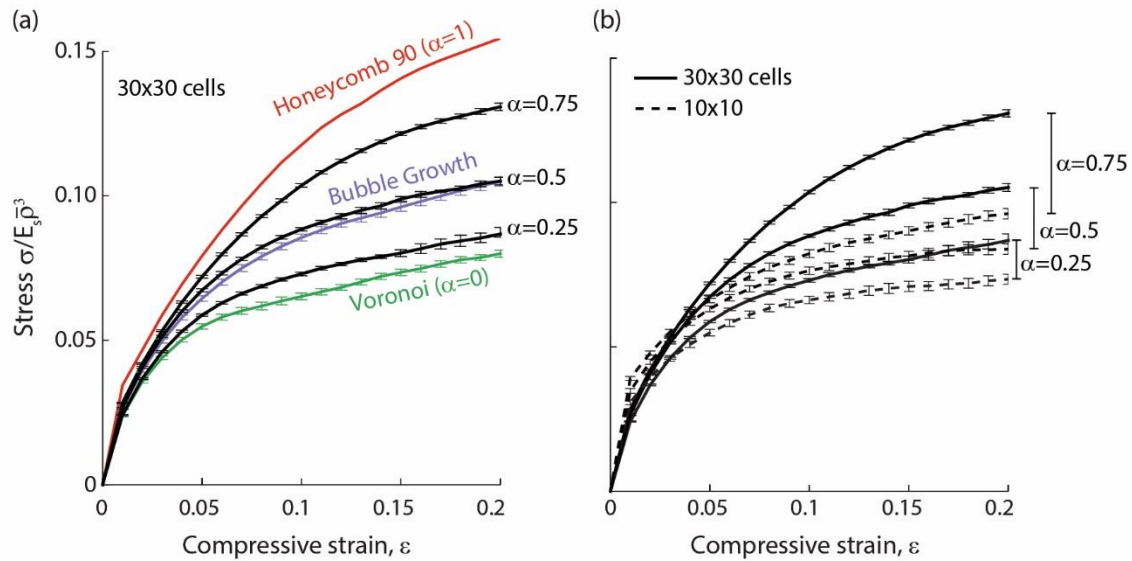 (a)
0.15
Honeycomb 90 (α=1)
30x30 cells
α=0.75
0.10
Bubble Growth
α=0.5
α=0.25
Voronoi (α=0)
0.05
0
Stress σ/E_sρ̄³
0
0.05
0.1
0.15
0.2
Compressive strain, ε
(b)
30x30 cells
10x10
α=0.75
α=0.5
α=0.25
0
0.05
0.1
0.15
0.2
Compressive strain, ε